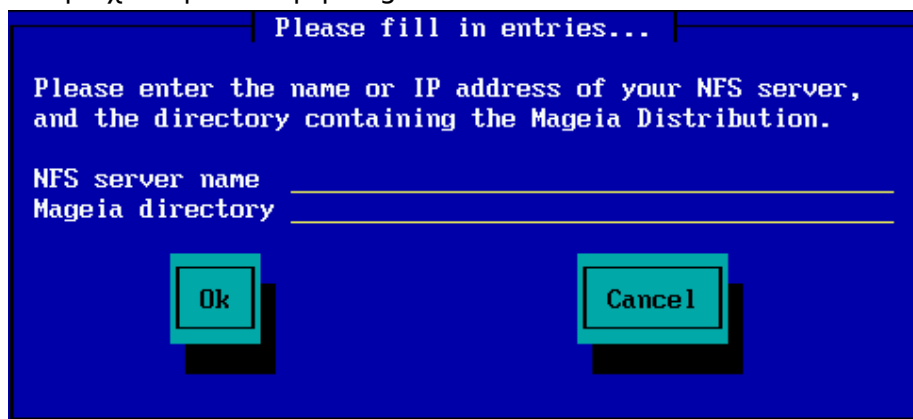 Please fill in entries...
Please enter the name or IP address of your NFS server,
and the directory containing the Mageia Distribution.
NFS server name
Mageia directory
Ok Cancel